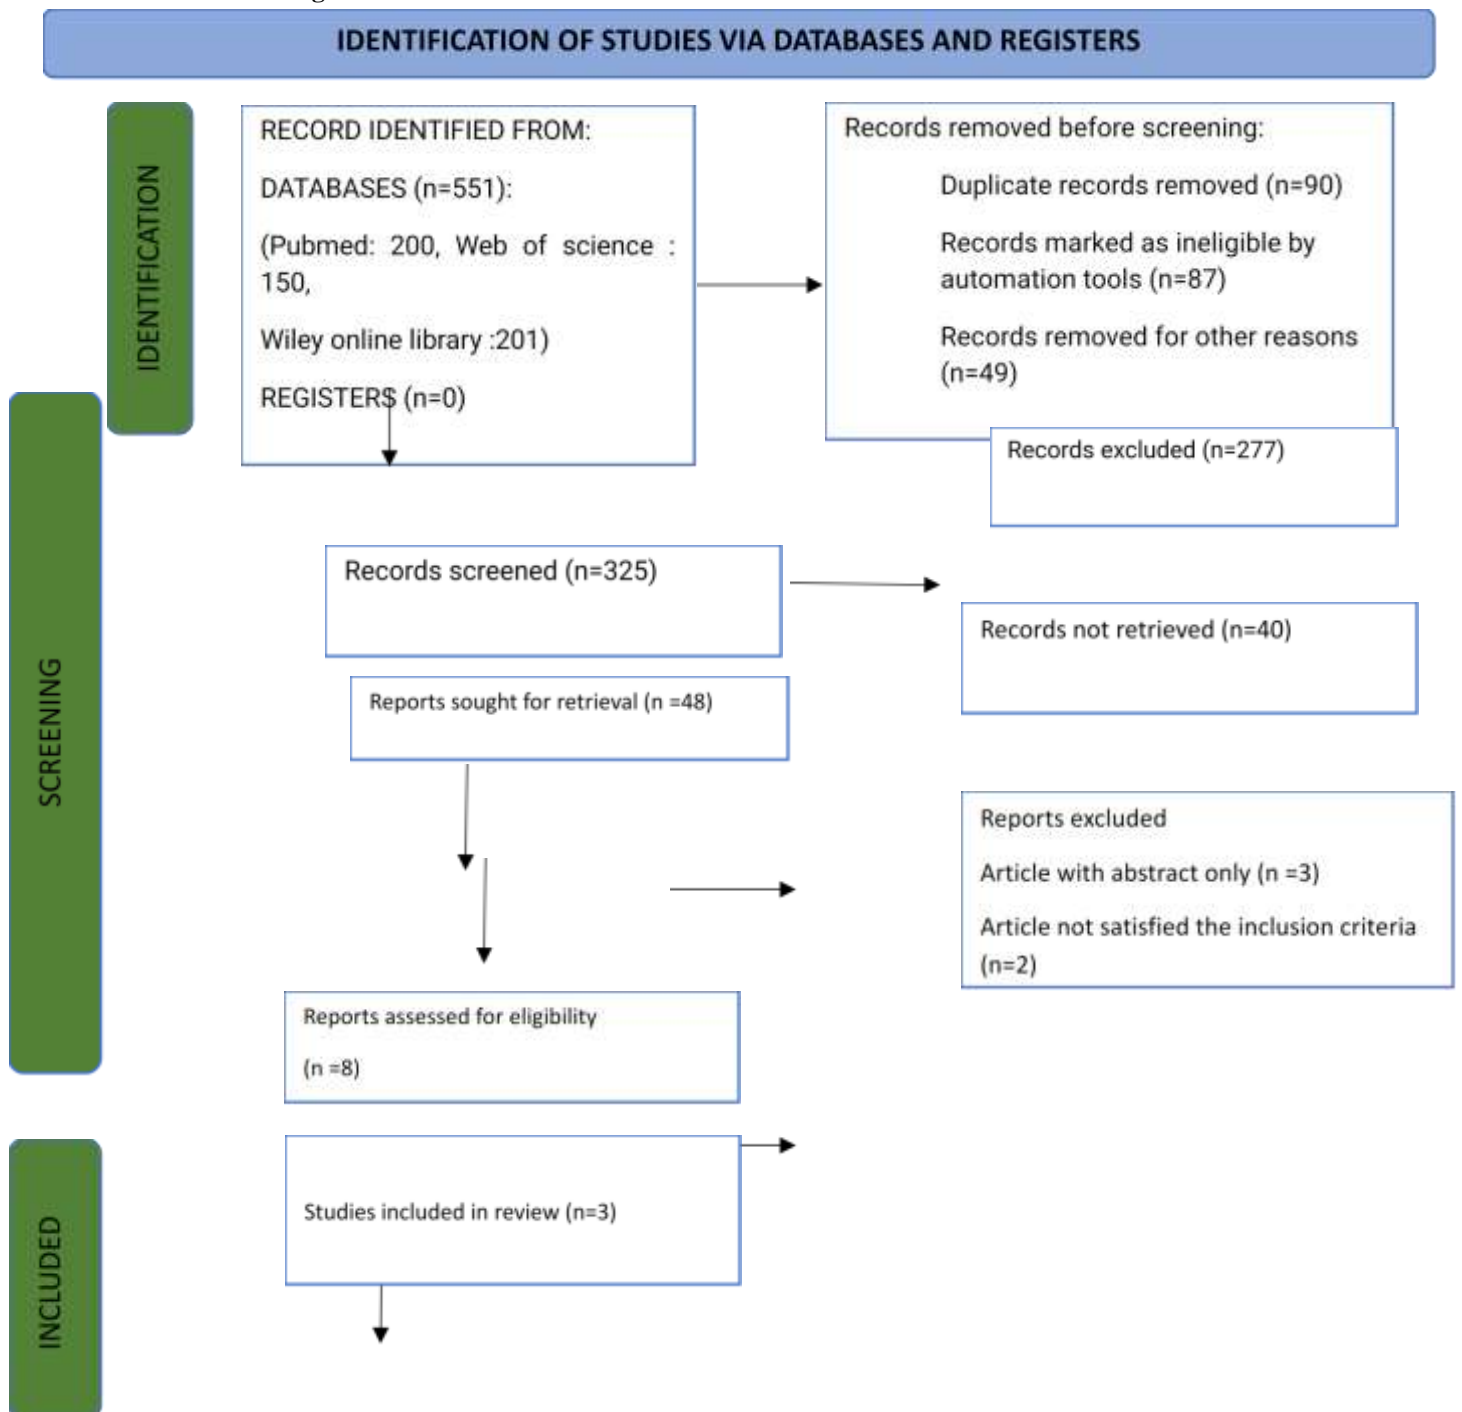 IDENTIFICATION OF STUDIES VIA DATABASES AND REGISTERS
IDENTIFICATION
RECORD IDENTIFIED FROM:
DATABASES (n=551):
(Pubmed: 200, Web of science :
150,
Wiley online library :201)
REGISTERS (n=0)
Records removed before screening:
Duplicate records removed (n=90)
Records marked as ineligible by
automation tools (n=87)
Records removed for other reasons
(n=49)
Records excluded (n=277)
SCREENING
Records screened (n=325)
Records not retrieved (n=40)
Reports sought for retrieval (n =48)
Reports excluded
Article with abstract only (n =3)
Article not satisfied the inclusion criteria
(n=2)
Reports assessed for eligibility
(n =8)
INCLUDED
Studies included in review (n=3)